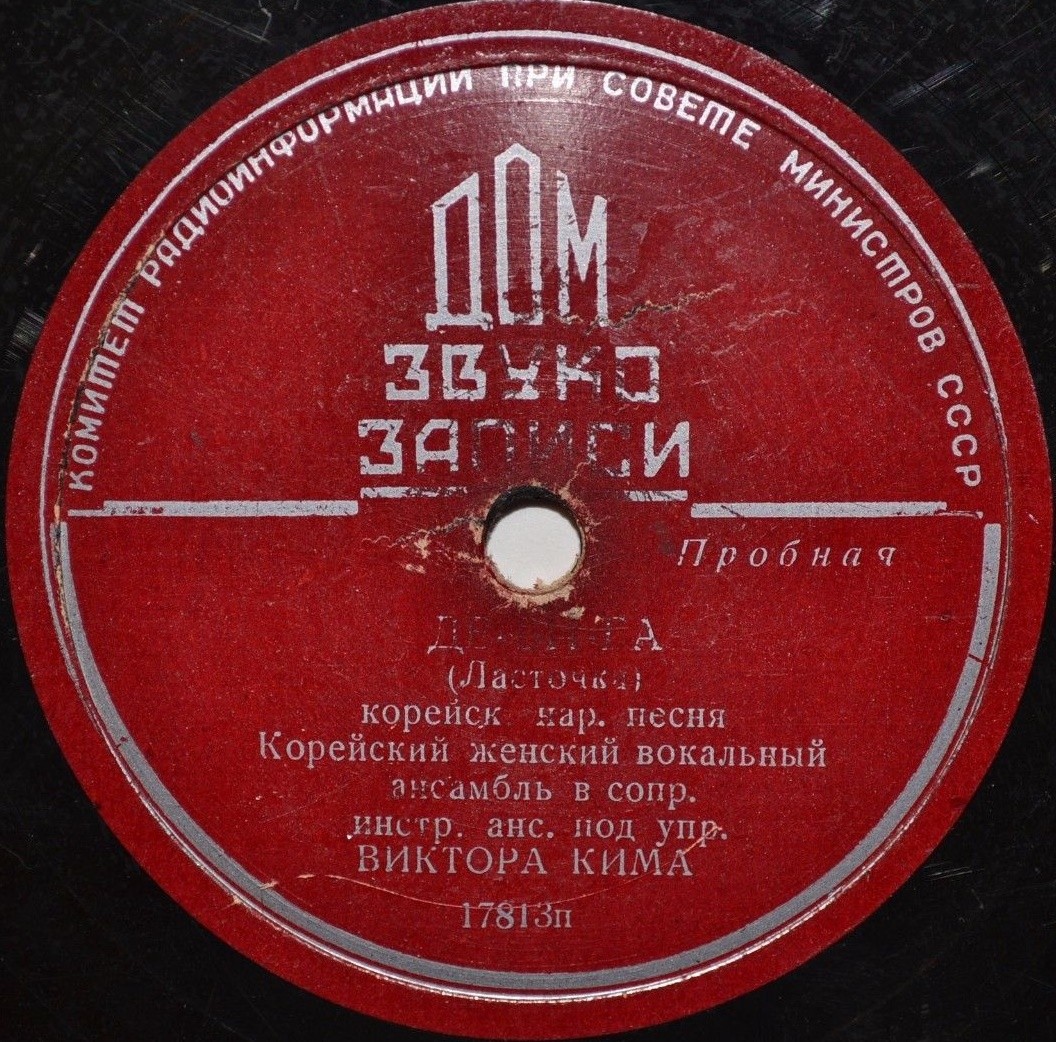 КОМИТЕТ РАДИОИНФОРМАЦИИ ПРИ СОВЕТЕ МИНИСТРОВ СССР
ДОМ
ЗВУКО
ЗАПИСИ
Пробная
(Ласточка)
корейск. нар. песня
Корейский женский вокальный
ансамбль в сопр.
инстр. анс. под упр.
ВИКТОРА КИМА
17813п